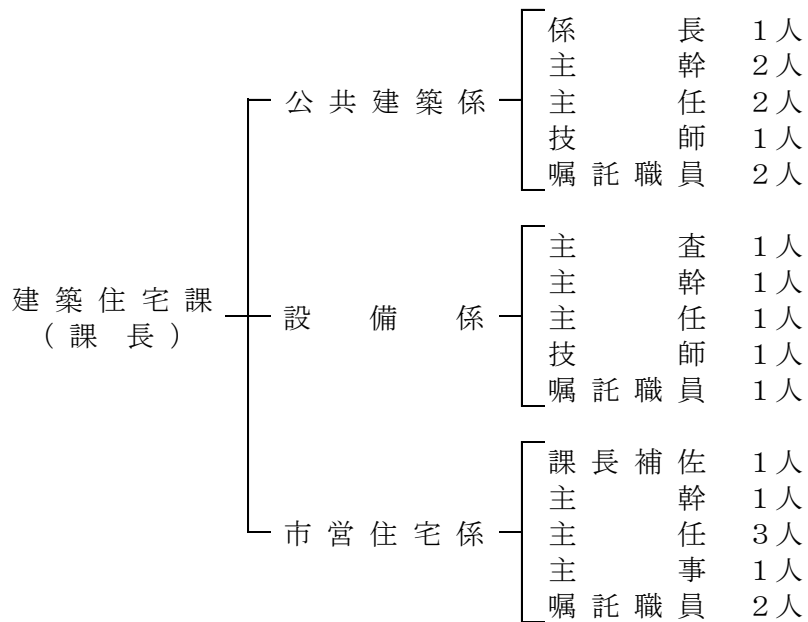 建築住宅課
(課長)
公共建築係
係長 1人
主幹 2人
主任 2人
技師 1人
嘱託職員 2人
設備係
主査 1人
主幹 1人
主任 1人
技師 1人
嘱託職員 1人
市営住宅係
課長補佐 1人
主幹 1人
主任 3人
主事 1人
嘱託職員 2人